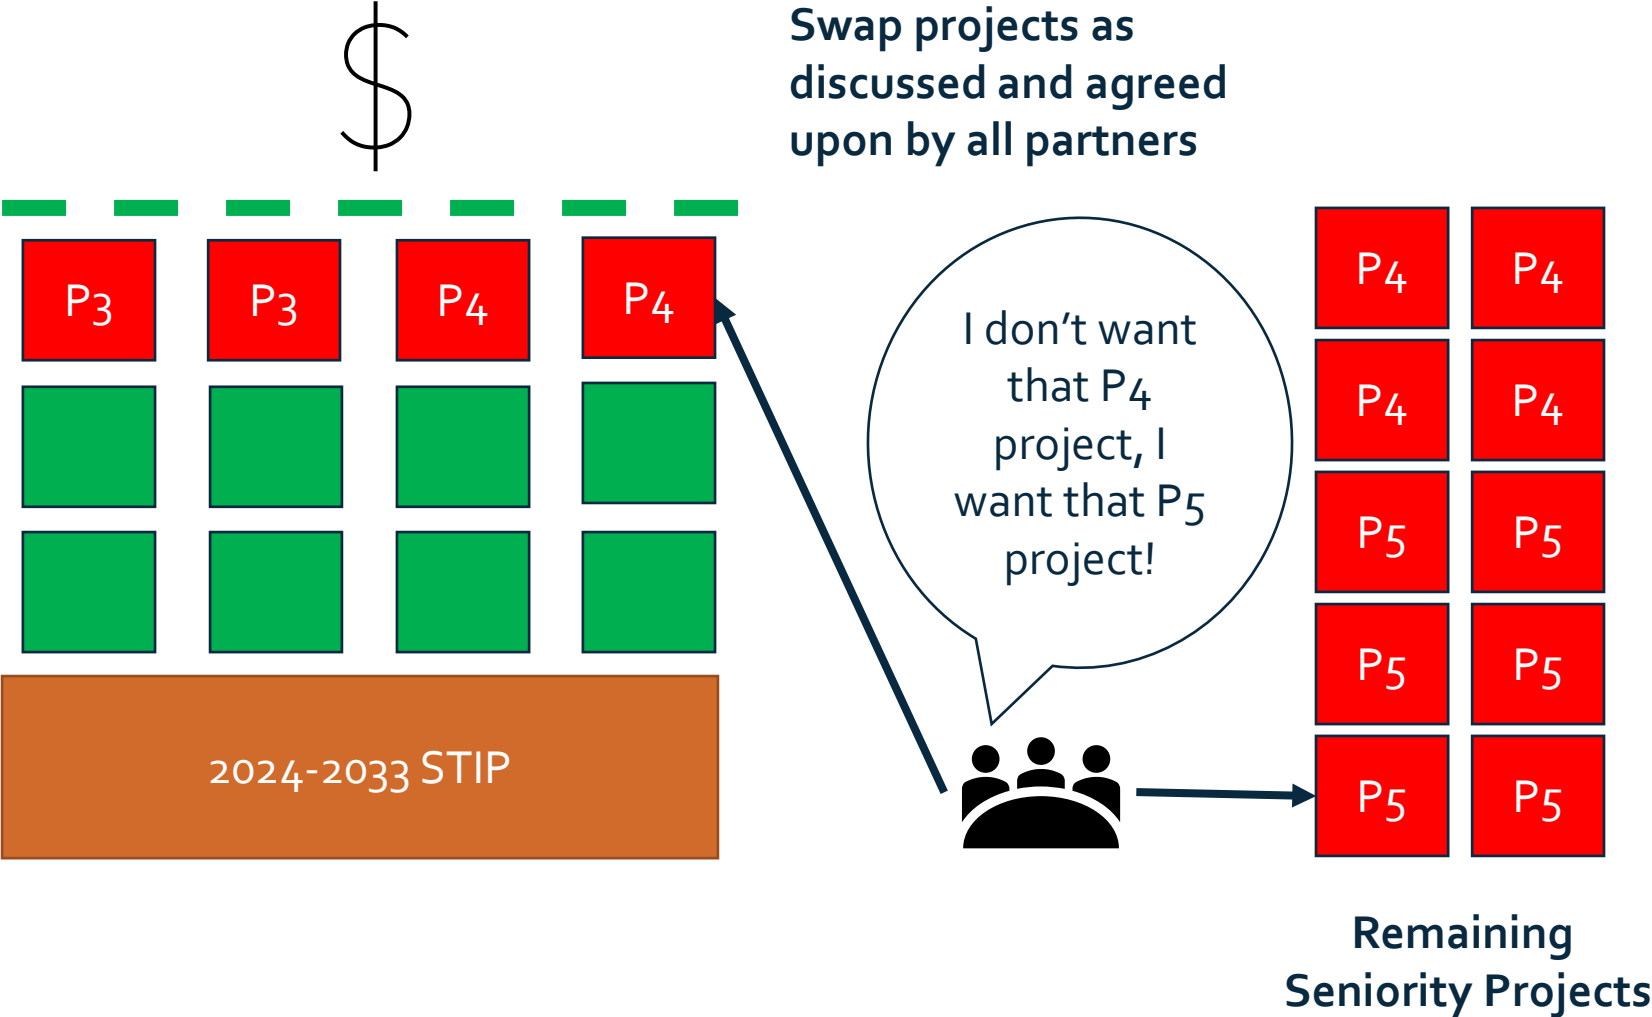 $
Swap projects as
discussed and agreed
upon by all partners
P3 P3 P4 P4
2024-2033 STIP
I don’t want
that P4
project, I
want that P5
project!
P4 P4
P4 P4
P5 P5
P5 P5
P5 P5
Remaining
Seniority Projects